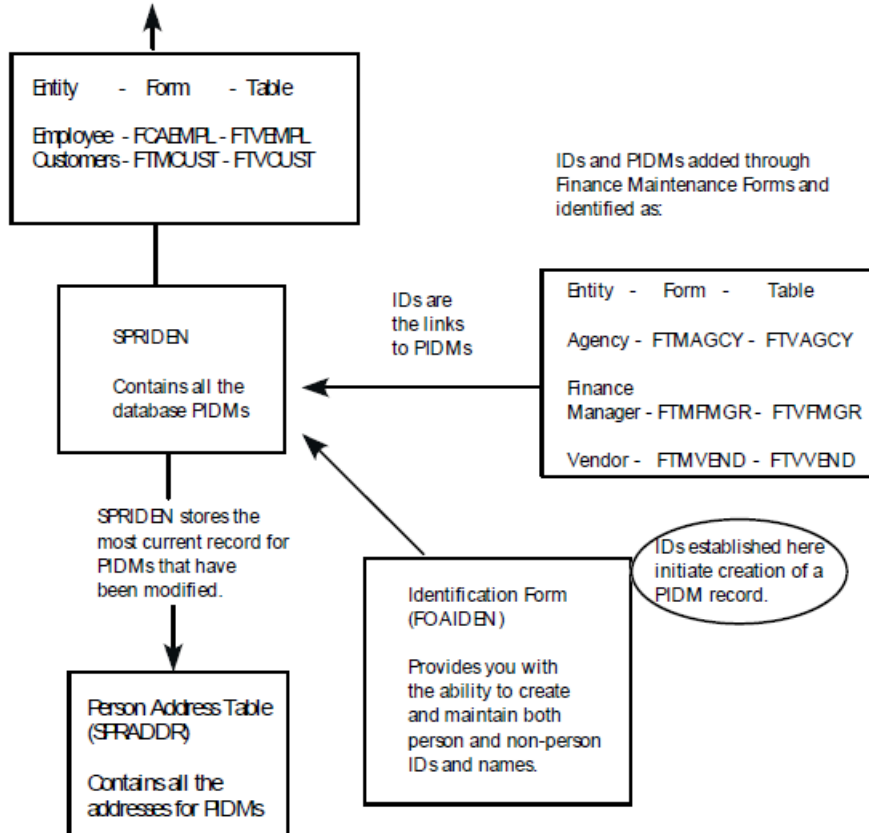 Entity - Form - Table
Employee - FCAEMPL - FTVEMPL
Customers - FTMCUST - FTVCUST
IDs and PIDMs added through
Finance Maintenance Forms and
identified as:
Entity - Form - Table
Agency - FTMAGCY - FTVAGCY
Finance
Manager - FTMFMGR - FTVFMGR
Vendor - FTMVEND - FTVVEND
IDs are
the links
to PIDMs
SPRIDEN
Contains all the
database PIDMs
SPRIDEN stores the
most current record for
PIDMs that have
been modified.
IDs established here
initiate creation of a
PIDM record.
Identification Form
(FOAIDEN)
Provides you with
the ability to create
and maintain both
person and non-person
IDs and names.
Person Address Table
(SPRADDR)
Contains all the
addresses for PIDMs